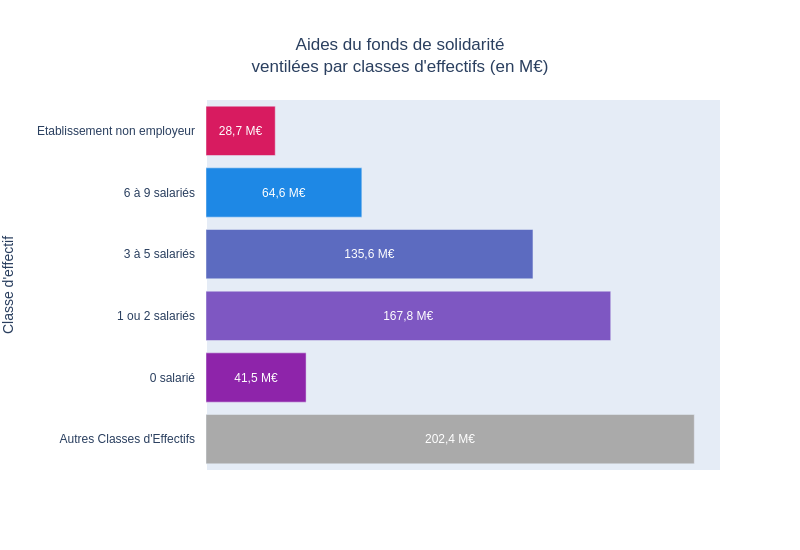 Aides du fonds de solidarité
ventilées par classes d'effectifs (en M€)
Classe d'effectif
Etablissement non employeur
28,7 M€
6 à 9 salariés
64,6 M€
3 à 5 salariés
135,6 M€
1 ou 2 salariés
167,8 M€
0 salarié
41,5 M€
Autres Classes d'Effectifs
202,4 M€